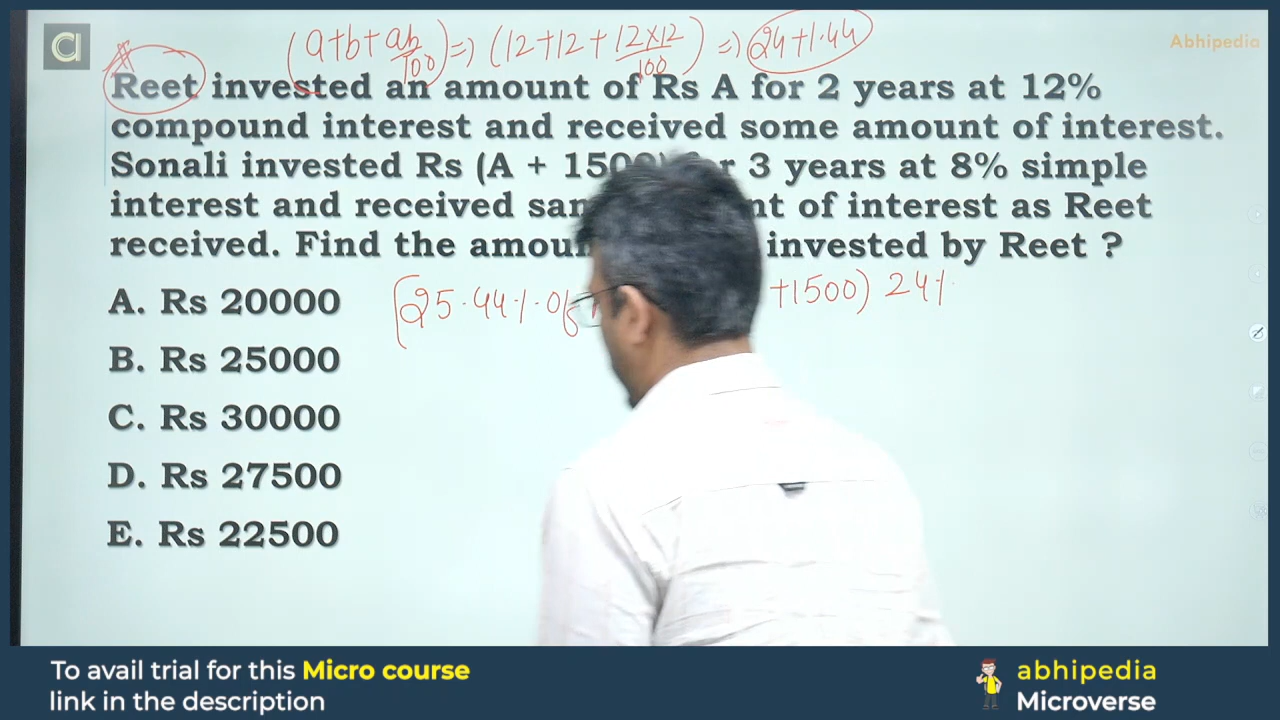 a
Abhipedia
(a+b+ab/100) => (12+12+12×12/100) => 24+1.44
Reet invested an amount of Rs A for 2 years at 12%
compound interest and received some amount of interest.
Sonali invested Rs (A + 1500) 3 years at 8% simple
interest and received of interest as Reet
received. Find the invested by Reet ?
[25.44%.of +1500) 24%
A. Rs 20000
B. Rs 25000
C. Rs 30000
D. Rs 27500
E. Rs 22500
To avail trial for this Micro course
link in the description
abhipedia
Microverse